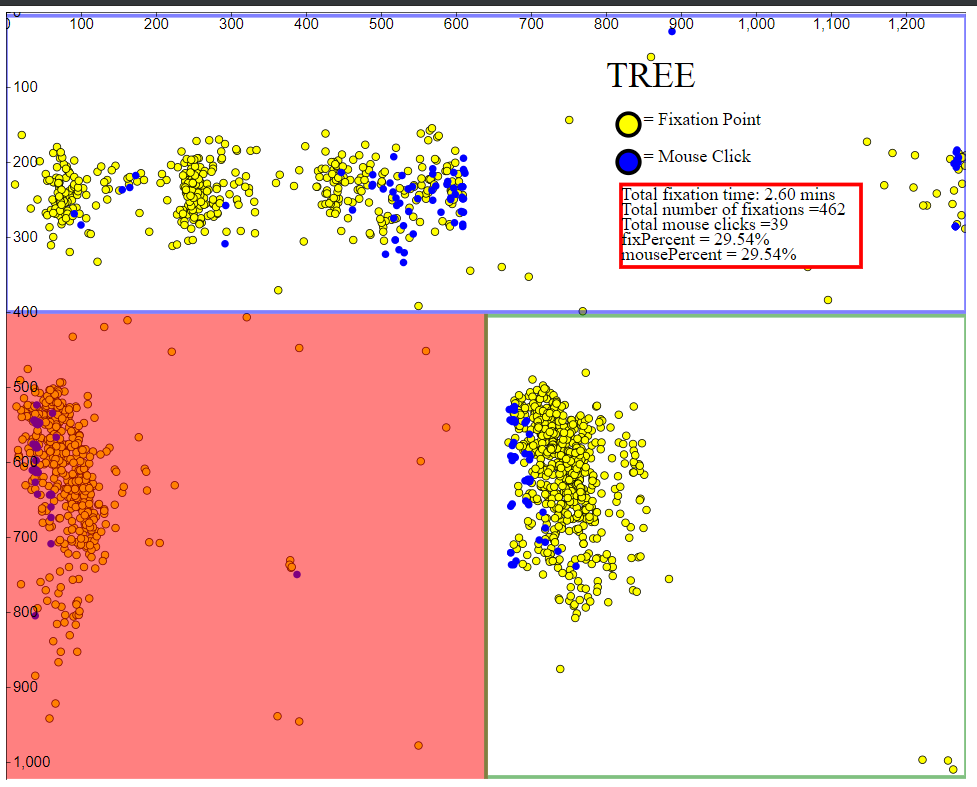 0
0 100 200 300 400 500 600 700 800 900 1,000 1,100 1,200
TREE
100
= Fixation Point
= Mouse Click
200
Total fixation time: 2.60 mins
Total number of fixations =462
Total mouse clicks =39
300
fixPercent = 29.54%
mousePercent = 29.54%
400
500
600
700
800
900
1,000